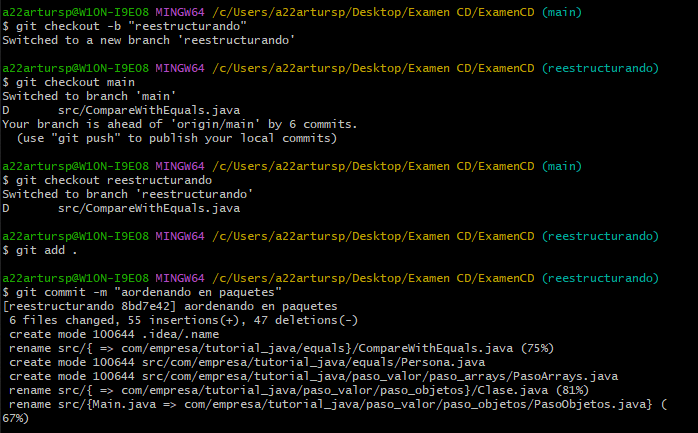 a22artursp@W10N-I9E08 MINGW64 /c/Users/a22artursp/Desktop/Examen CD/ExamenCD (main)
$ git checkout -b "reestructurando"
Switched to a new branch 'reestructurando'
a22artursp@W10N-I9E08 MINGW64 /c/Users/a22artursp/Desktop/Examen CD/ExamenCD (reestructurando)
$ git checkout main
Switched to branch 'main'
D       src/CompareWithEquals.java
Your branch is ahead of 'origin/main' by 6 commits.
  (use "git push" to publish your local commits)
a22artursp@W10N-I9E08 MINGW64 /c/Users/a22artursp/Desktop/Examen CD/ExamenCD (main)
$ git checkout reestructurando
Switched to branch 'reestructurando'
D       src/CompareWithEquals.java
a22artursp@W10N-I9E08 MINGW64 /c/Users/a22artursp/Desktop/Examen CD/ExamenCD (reestructurando)
$ git add .
a22artursp@W10N-I9E08 MINGW64 /c/Users/a22artursp/Desktop/Examen CD/ExamenCD (reestructurando)
$ git commit -m "aordenando en paquetes"
[reestructurando 8bd7e42] aordenando en paquetes
 6 files changed, 55 insertions(+), 47 deletions(-)
 create mode 100644 .idea/.name
 rename src/{ => com/empresa/tutorial_java/equals}/CompareWithEquals.java (75%)
 create mode 100644 src/com/empresa/tutorial_java/equals/Persona.java
 create mode 100644 src/com/empresa/tutorial_java/paso_valor/paso_arrays/PasoArrays.java
 rename src/{ => com/empresa/tutorial_java/paso_valor/paso_objetos}/Clase.java (81%)
 rename src/{Main.java => com/empresa/tutorial_java/paso_valor/paso_objetos/PasoObjetos.java} (
67%)